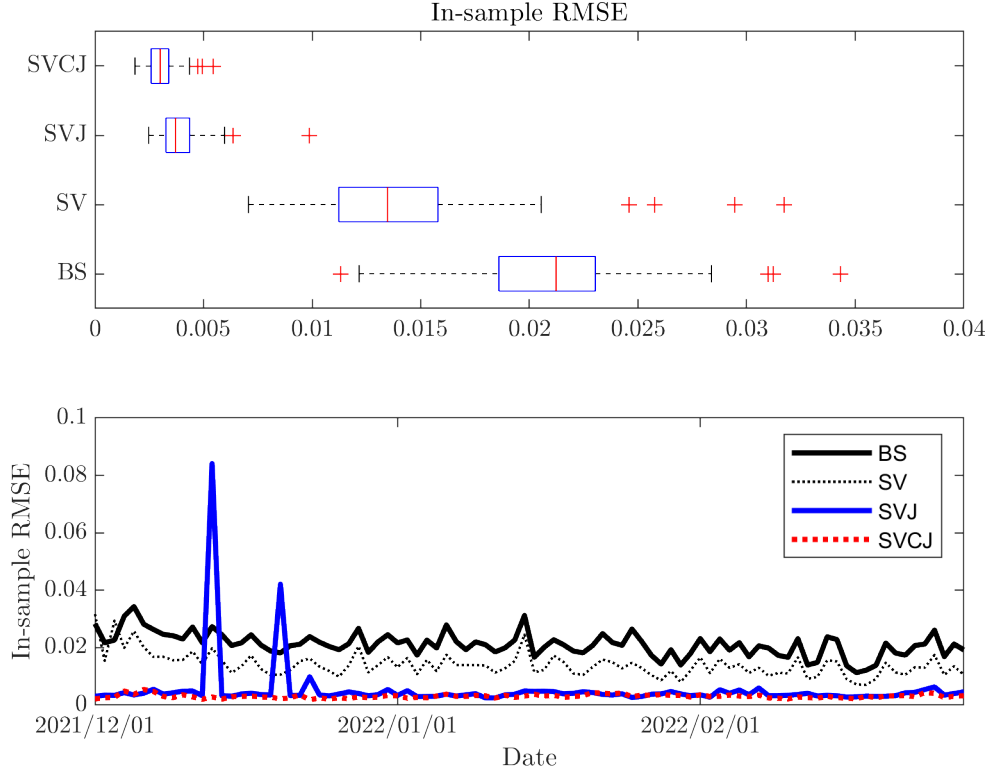 In-sample RMSE
SVCJ
SVJ
SV
BS
0 0.005 0.01 0.015 0.02 0.025 0.03 0.035 0.04
In-sample RMSE
0.1
0.08
0.06
0.04
0.02
0
BS
SV
SVJ
SVCJ
2021/12/01 2022/01/01 2022/02/01
Date